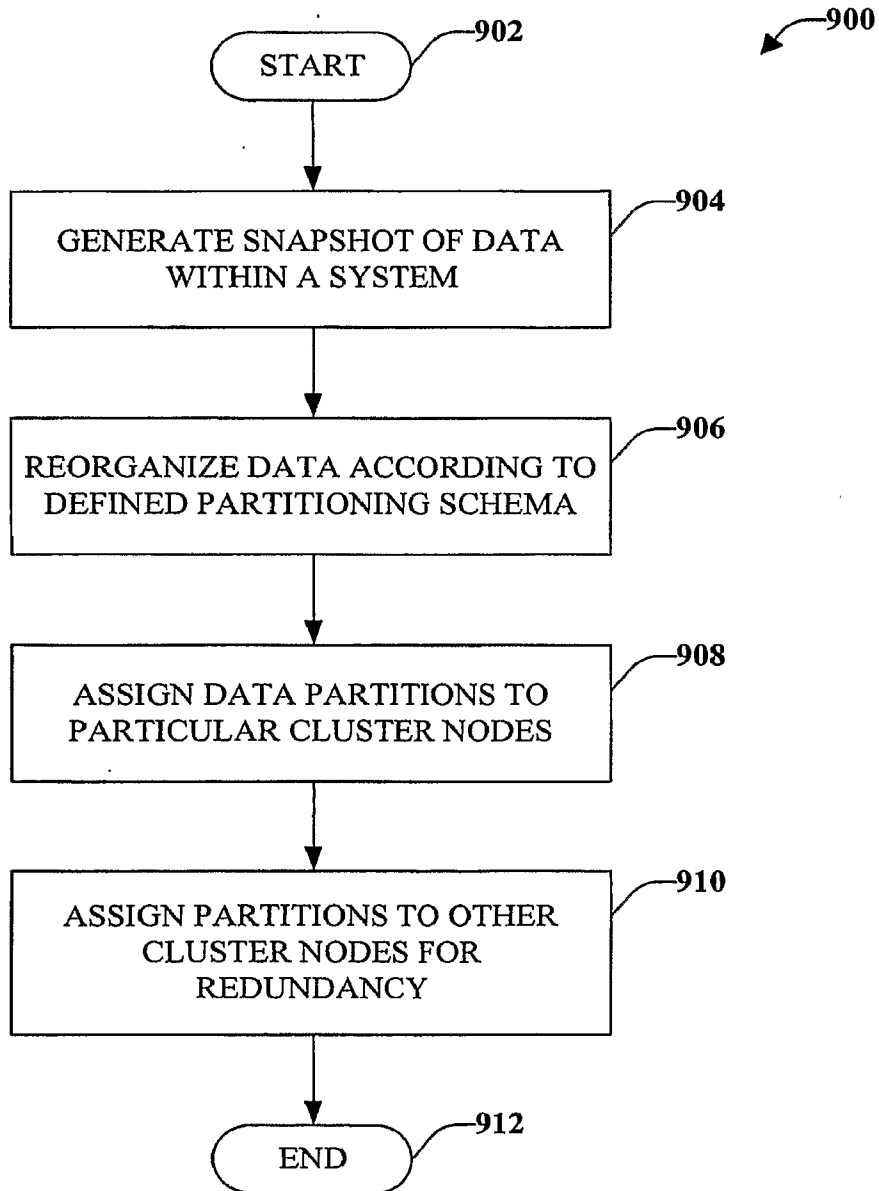 900
START
902
GENERATE SNAPSHOT OF DATA
WITHIN A SYSTEM
904
REORGANIZE DATA ACCORDING TO
DEFINED PARTITIONING SCHEMA
906
ASSIGN DATA PARTITIONS TO
PARTICULAR CLUSTER NODES
908
ASSIGN PARTITIONS TO OTHER
CLUSTER NODES FOR
REDUNDANCY
910
END
912